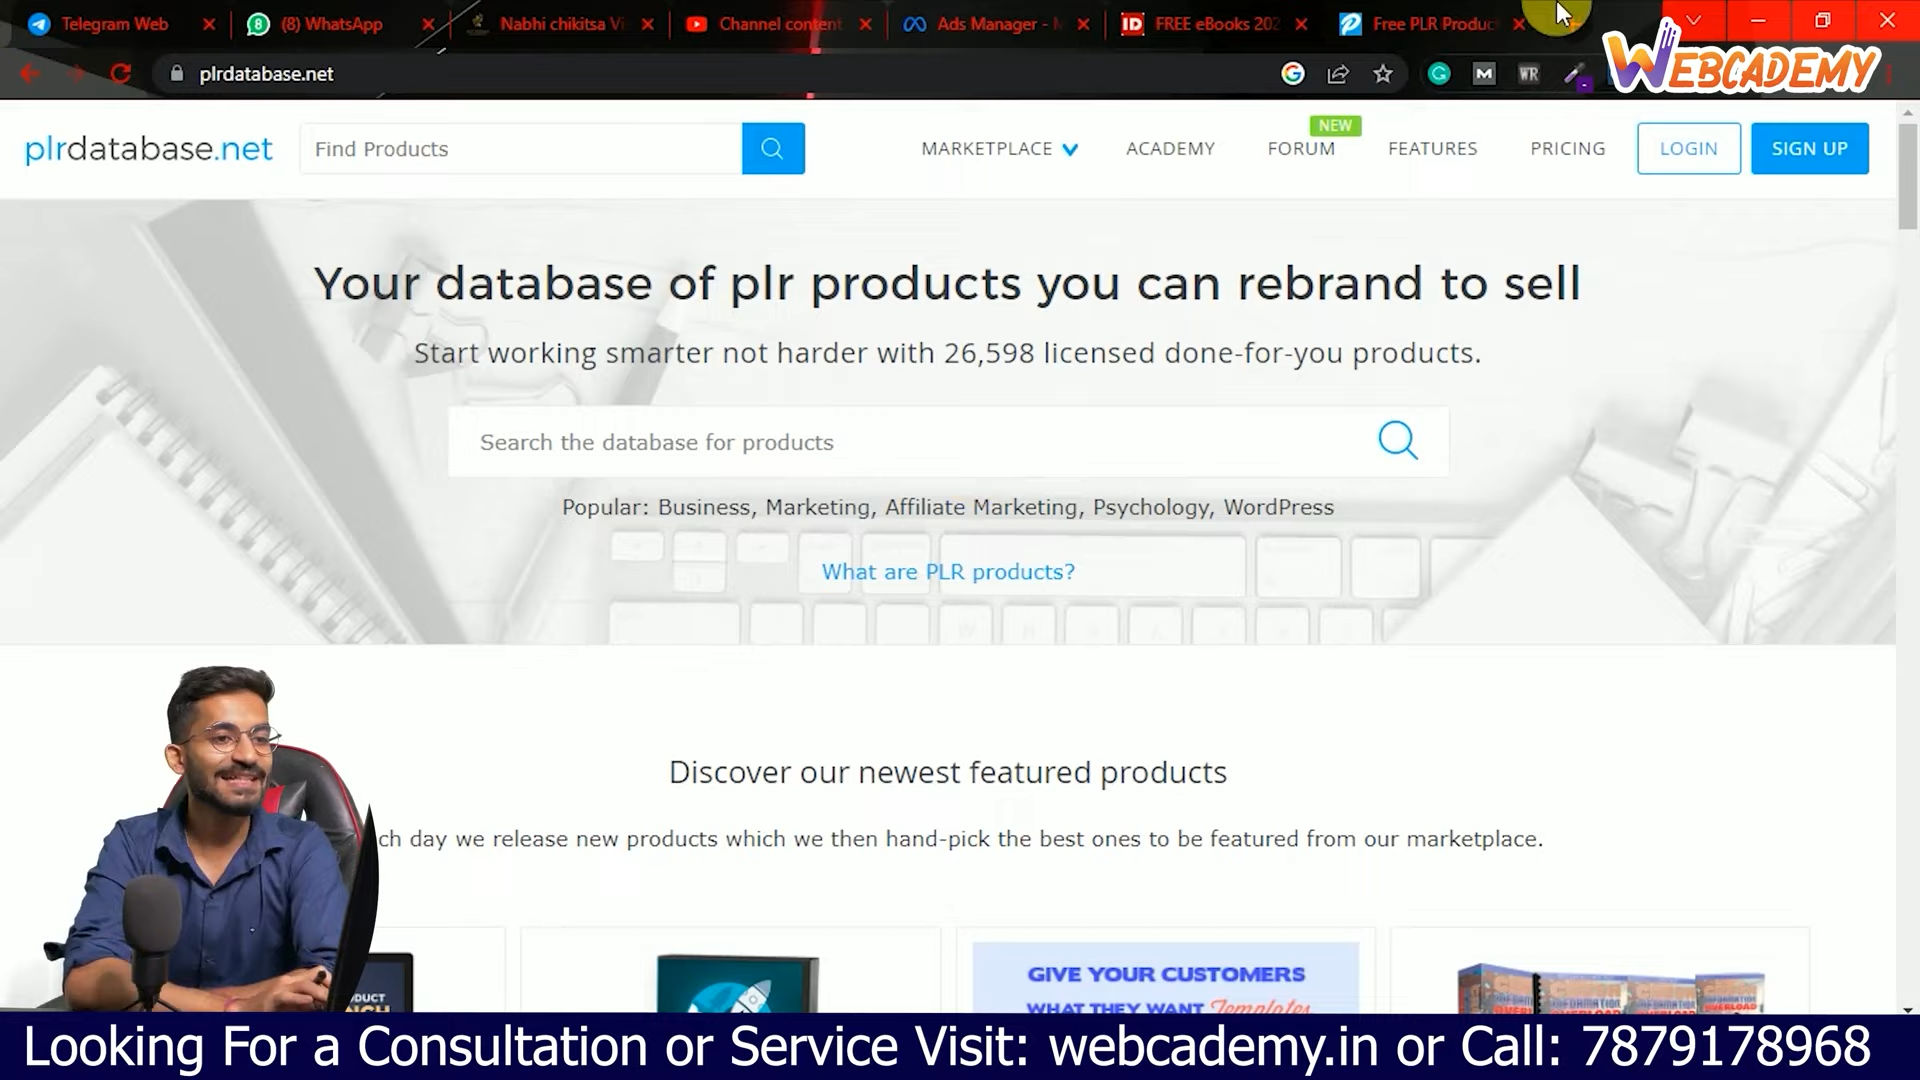 Telegram Web
(8) WhatsApp
Nabhi chikitsa Vi
Channel content
Ads Manager - M
FREE eBooks 202
Free PLR Produc
plrdatabase.net
WEBCADEMY
plrdatabase.net
Find Products
MARKETPLACE
ACADEMY
NEW
FORUM
FEATURES
PRICING
LOGIN
SIGN UP
Your database of plr products you can rebrand to sell
Start working smarter not harder with 26,598 licensed done-for-you products.
Search the database for products
Popular: Business, Marketing, Affiliate Marketing, Psychology, WordPress
What are PLR products?
Discover our newest featured products
ch day we release new products which we then hand-pick the best ones to be featured from our marketplace.
GIVE YOUR CUSTOMERS
WHAT THEY WANT Templates
INFORMATION
Looking For a Consultation or Service Visit: webcademy.in or Call: 7879178968